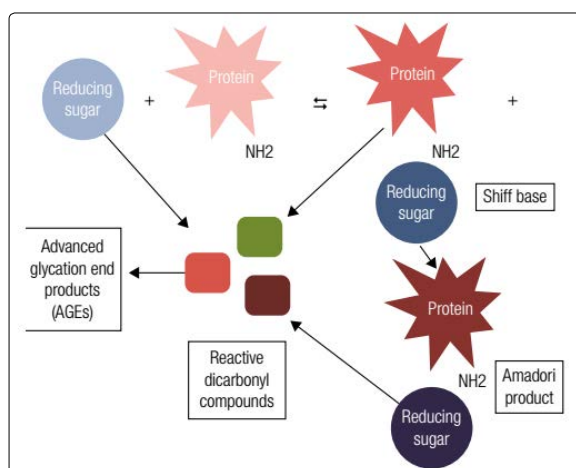 Reducing
sugar
+
Protein
NH2
⇆
Protein
NH2
+
Reducing
sugar
Shiff base
Advanced
glycation end
products
(AGEs)
Protein
NH2
Reactive
dicarbonyl
compounds
Amadori
product
Reducing
sugar